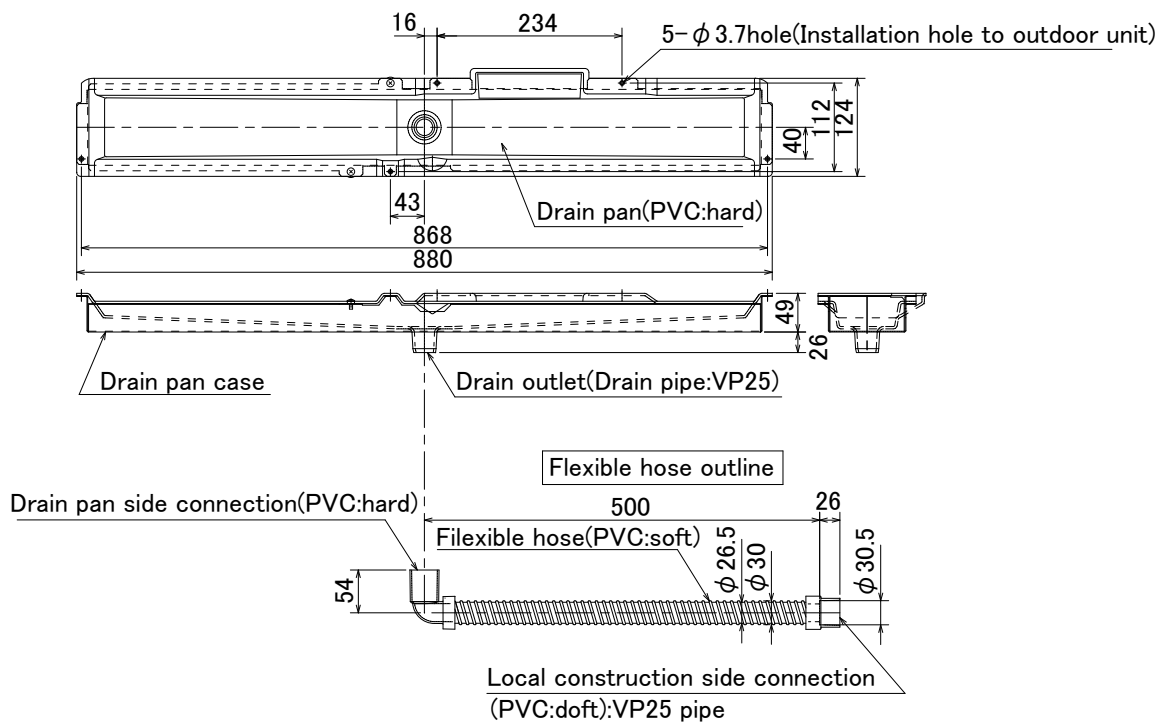 16
234
5-φ3.7hole(Installation hole to outdoor unit)
112
124
40
43
Drain pan(PVC:hard)
868
880
49
26
Drain pan case
Drain outlet(Drain pipe:VP25)
Flexible hose outline
Drain pan side connection(PVC:hard)
500
26
Filexible hose(PVC:soft)
φ26.5
φ30
φ30.5
54
Local construction side connection
(PVC:doft):VP25 pipe